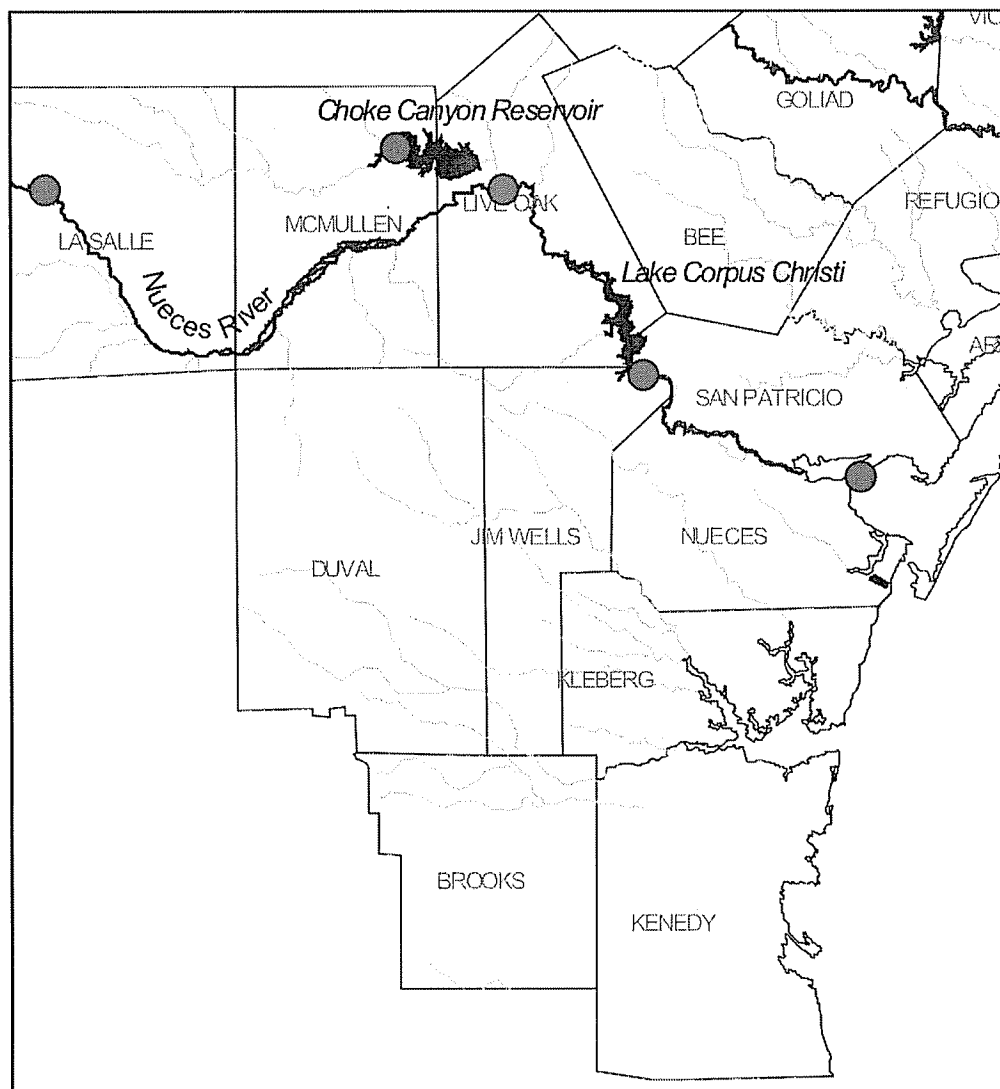 GOLIAD
Choke Canyon Reservoir
REFUGIO
LIVE OAK
MCMULLEN
LA SALLE
BEE
Lake Corpus Christi
Nueces River
SAN PATRICIO
NUECES
JIM WELLS
DUVAL
KLEBERG
BROOKS
KENEDY